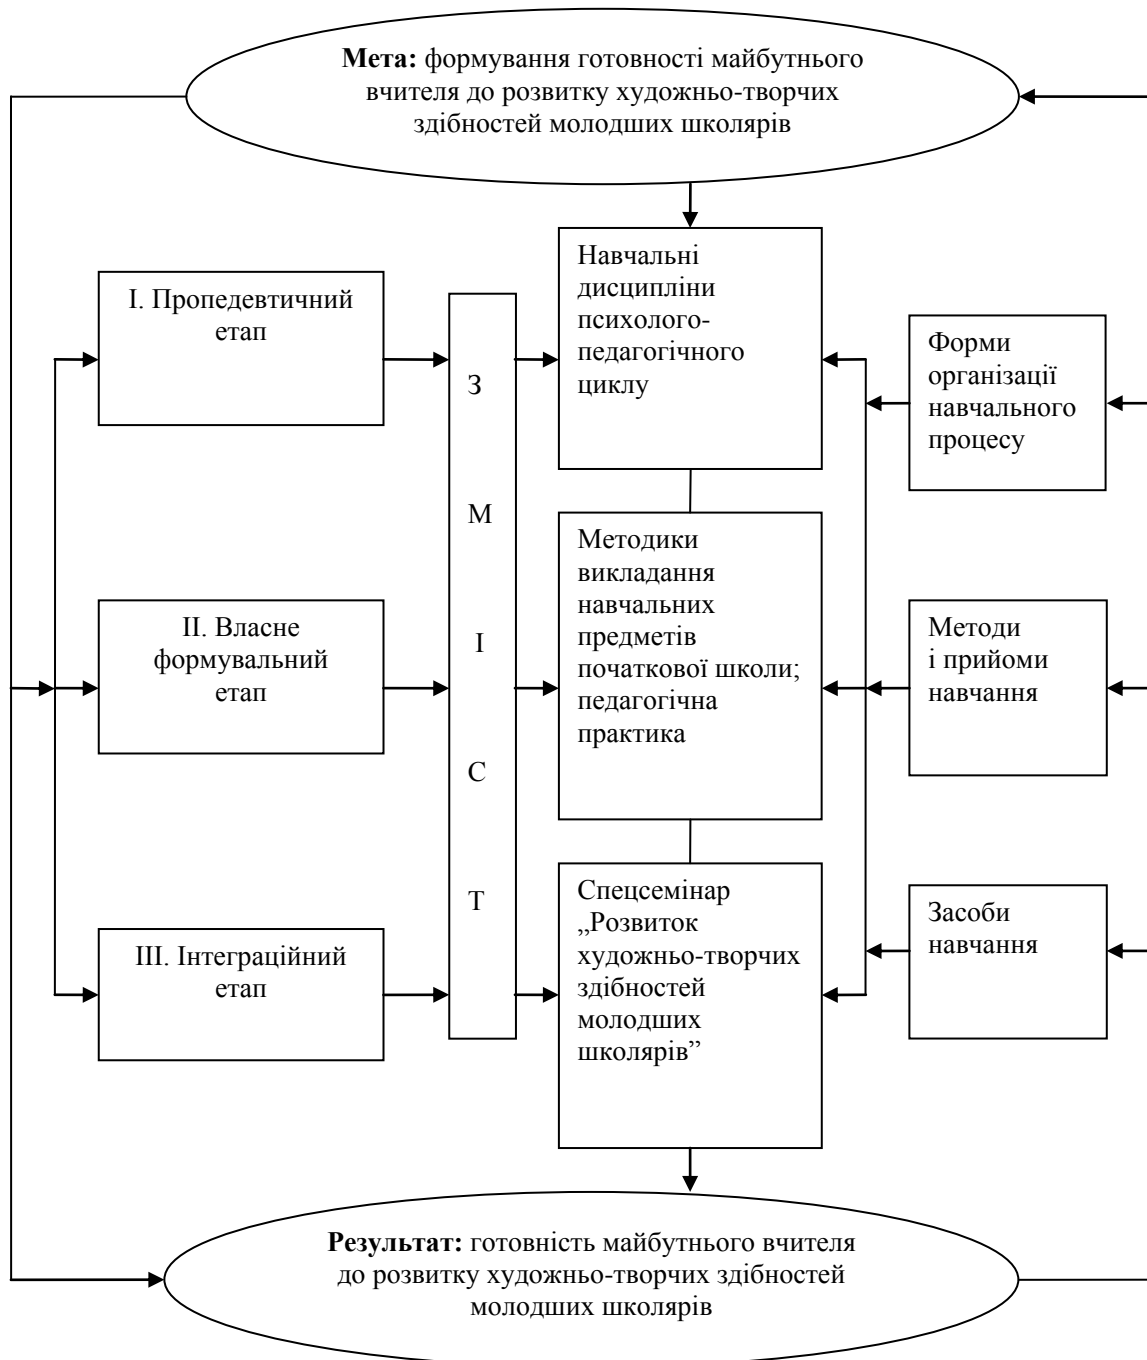 Мета: формування готовності майбутнього
вчителя до розвитку художньо-творчих
здібностей молодших школярів
І. Пропедевтичний
етап
ІІ. Власне
формувальний
етап
ІІІ. Інтеграційний
етап
З
М
І
С
Т
Навчальні
дисципліни
психолого-
педагогічного
циклу
Методики
викладання
навчальних
предметів
початкової школи;
педагогічна
практика
Спецсемінар
„Розвиток
художньо-творчих
здібностей
молодших
школярів”
Форми
організації
навчального
процесу
Методи
і прийоми
навчання
Засоби
навчання
Результат: готовність майбутнього вчителя
до розвитку художньо-творчих здібностей
молодших школярів